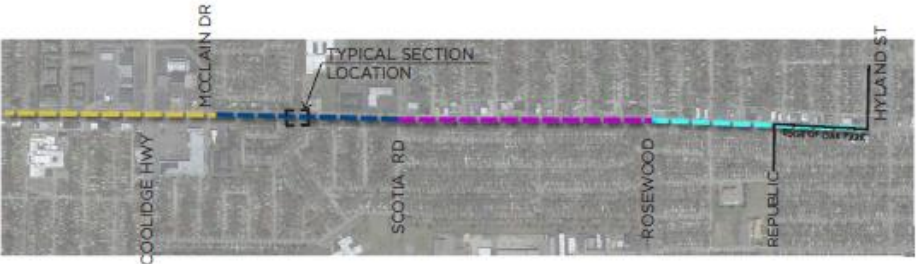 MCCLAIN DR
TYPICAL SECTION
LOCATION
HYLAND ST
COOLIDGE HWY
SCOTIA RD
ROSEWOOD
REPUBLIC